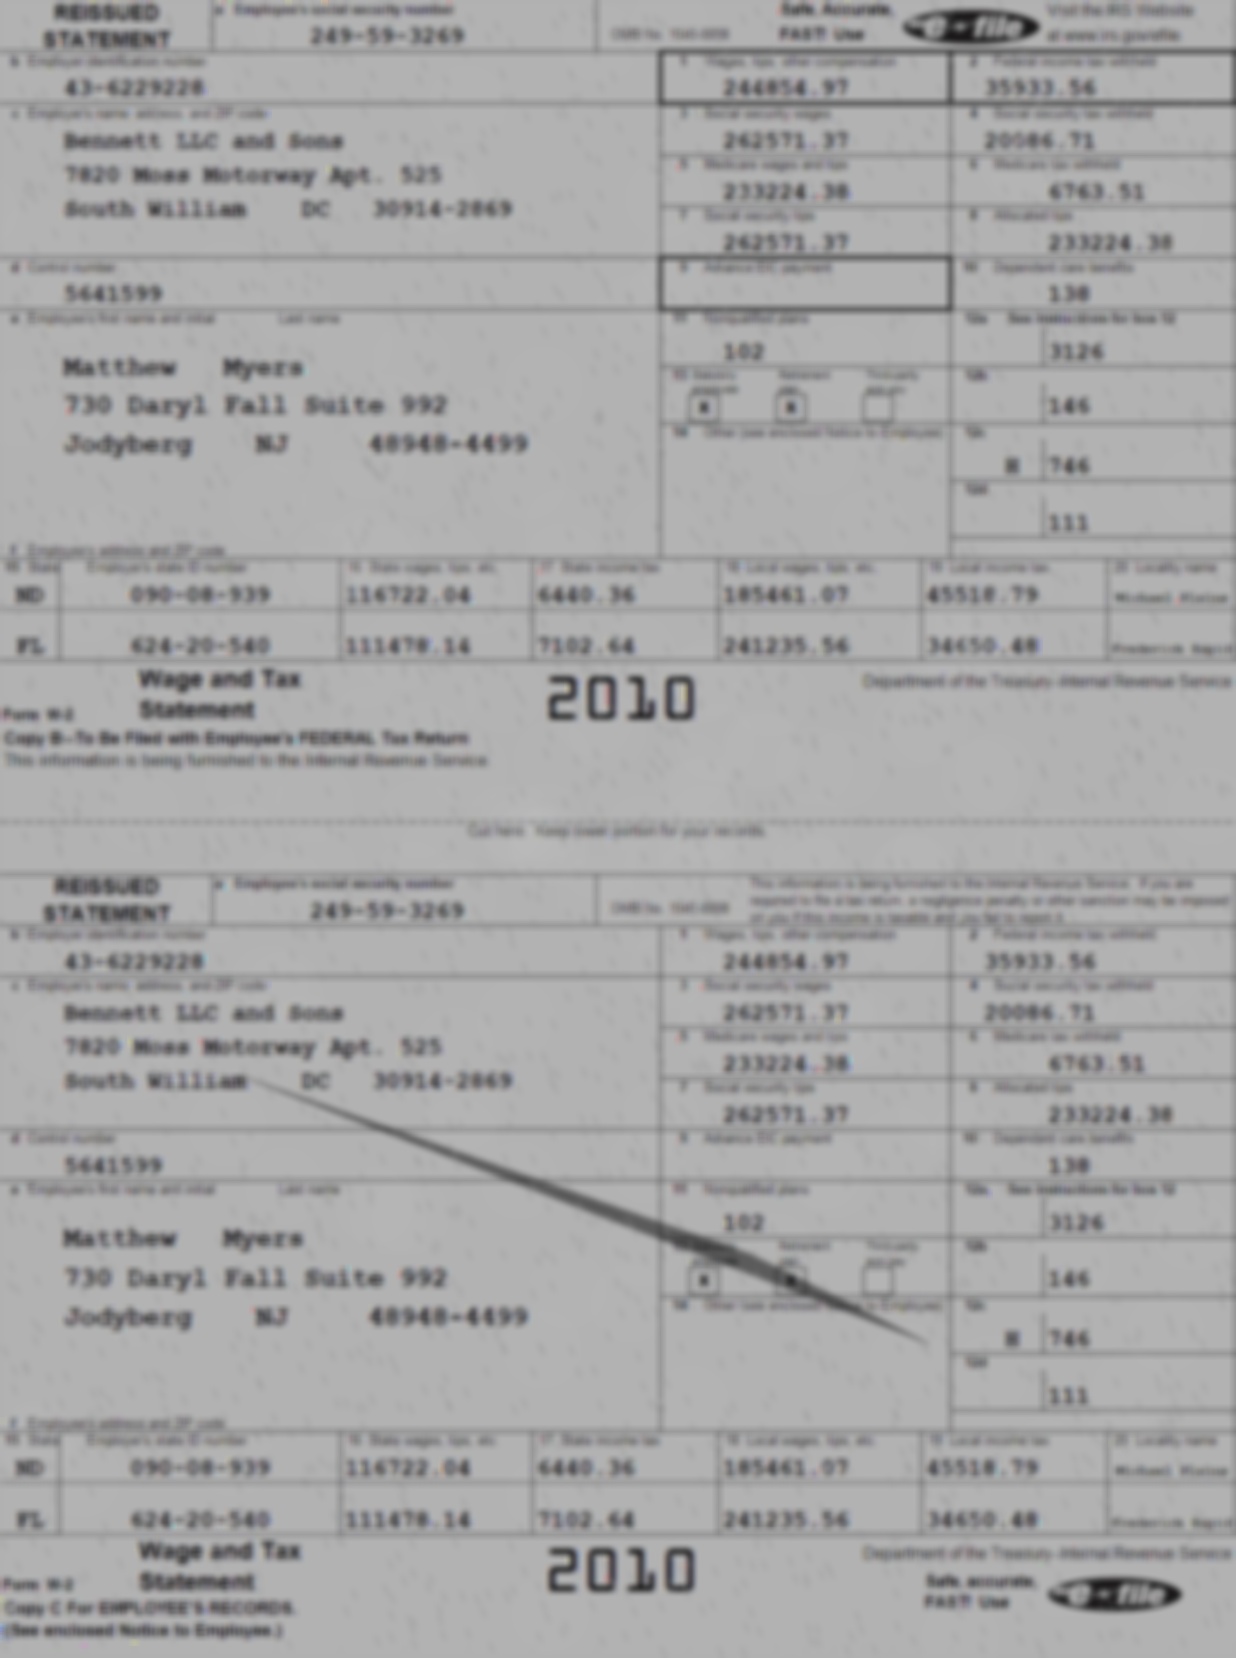 REISSUED STATEMENT
a Employee's social security number
249-59-3269
OMB No. 1545-0008
Safe, Accurate, FAST! Use e-file
Visit the IRS Website at www.irs.gov/efile
b Employer identification number
43-6229228
1 Wages, tips, other compensation
244854.97
2 Federal income tax withheld
35933.56
c Employer's name, address, and ZIP code
Bennett LLC and Sons
7820 Moss Motorway Apt. 525
South William DC 30914-2869
3 Social security wages
262571.37
4 Social security tax withheld
20086.71
5 Medicare wages and tips
233224.38
6 Medicare tax withheld
6763.51
7 Social security tips
262571.37
8 Allocated tips
233224.38
d Control number
5641599
9 Advance EIC payment
10 Dependent care benefits
138
e Employee's first name and initial Last name
Matthew Myers
730 Daryl Fall Suite 992
Jodyberg NJ 48948-4499
11 Nonqualified plans
102
12a See instructions for box 12
3126
13 Statutory employee X
Retirement plan X
Third-party sick pay
12b
146
14 Other (see enclosed Notice to Employee)
12c
H 746
12d
111
f Employee's address and ZIP code
15 State Employer's state ID number 16 State wages, tips, etc. 17 State income tax 18 Local wages, tips, etc. 19 Local income tax 20 Locality name
ND 090-08-939 116722.04 6440.36 185461.07 45518.79 Michael
FL 624-20-540 111478.14 7102.64 241235.56 34650.48 Frederick
Form W-2
Wage and Tax Statement
2010
Department of the Treasury-Internal Revenue Service
Copy B--To Be Filed with Employee's FEDERAL Tax Return
This information is being furnished to the Internal Revenue Service
Cut here. Keep lower portion for your records.
REISSUED STATEMENT
a Employee's social security number
249-59-3269
OMB No. 1545-0008
This information is being furnished to the Internal Revenue Service. If you are
required to file a tax return, a negligence penalty or other sanction may be imposed
on you if this income is taxable and you fail to report it.
b Employer identification number
43-6229228
1 Wages, tips, other compensation
244854.97
2 Federal income tax withheld
35933.56
c Employer's name, address, and ZIP code
Bennett LLC and Sons
7820 Moss Motorway Apt. 525
South William DC 30914-2869
3 Social security wages
262571.37
4 Social security tax withheld
20086.71
5 Medicare wages and tips
233224.38
6 Medicare tax withheld
6763.51
7 Social security tips
262571.37
8 Allocated tips
233224.38
d Control number
5641599
9 Advance EIC payment
10 Dependent care benefits
138
e Employee's first name and initial Last name
Matthew Myers
730 Daryl Fall Suite 992
Jodyberg NJ 48948-4499
11 Nonqualified plans
102
12a See instructions for box 12
3126
X
Retirement plan X
Third-party sick pay
12b
146
14 Other (see enclosed to Employee)
12c
H 746
12d
111
f Employee's address and ZIP code
15 State Employer's state ID number 16 State wages, tips, etc. 17 State income tax 18 Local wages, tips, etc. 19 Local income tax 20 Locality name
ND 090-08-939 116722.04 6440.36 185461.07 45518.79 Michael
FL 624-20-540 111478.14 7102.64 241235.56 34650.48 Frederick
Form W-2
Wage and Tax Statement
2010
Department of the Treasury-Internal Revenue Service
Copy C For EMPLOYEE'S RECORDS.
(See enclosed Notice to Employee.)
Safe, accurate, FAST! Use e-file